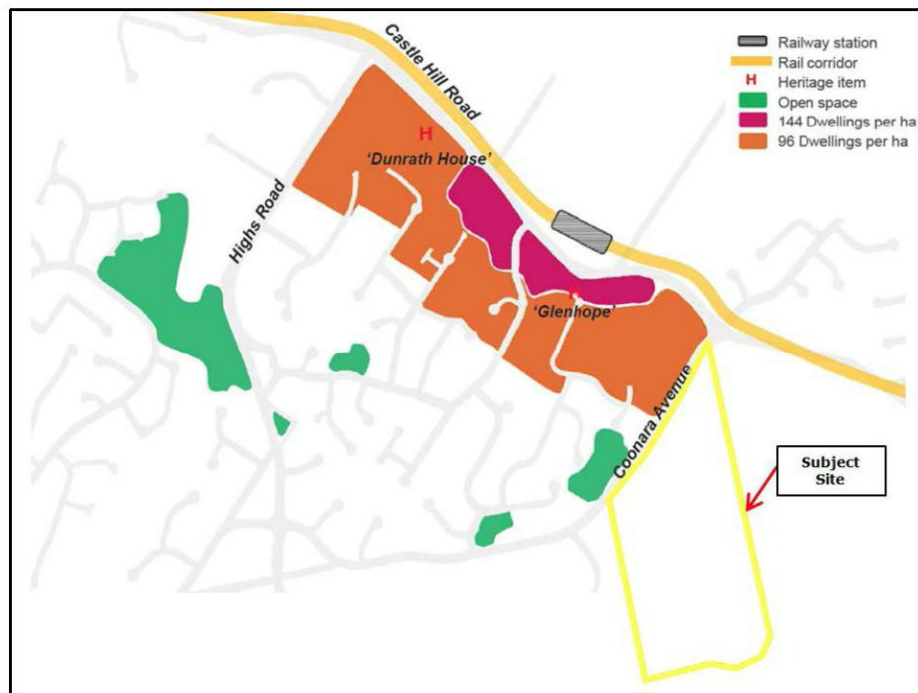 Castle Hill Road
Railway station
Rail corridor
H Heritage item
Open space
144 Dwellings per ha
96 Dwellings per ha
H
'Dunrath House'
Highs Road
H
'Glenhope'
Coonara Avenue
Subject
Site